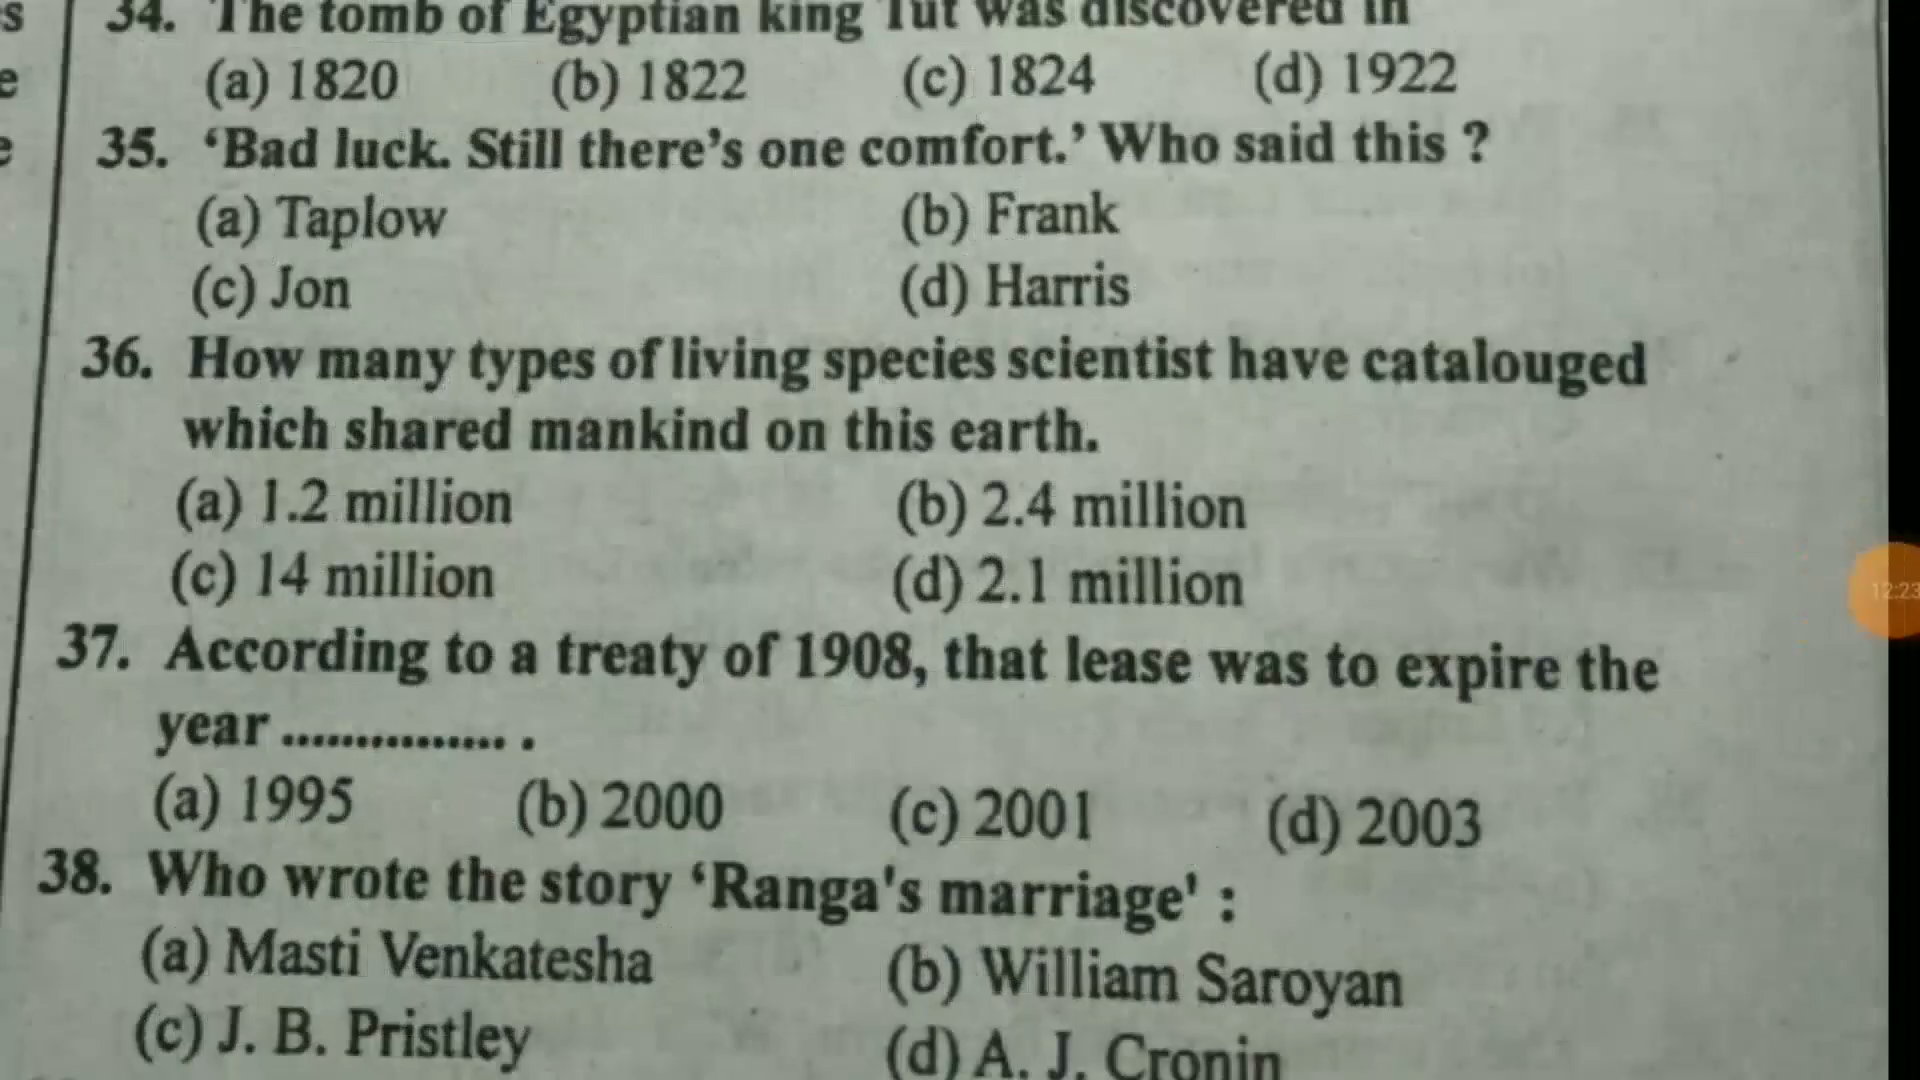 s
34. The tomb of Egyptian king Tut was discovered in
e
(a) 1820 (b) 1822 (c) 1824 (d) 1922
e
35. ‘Bad luck. Still there’s one comfort.’ Who said this ?
(a) Taplow (b) Frank
(c) Jon (d) Harris
36. How many types of living species scientist have catalouged
which shared mankind on this earth.
(a) 1.2 million (b) 2.4 million
(c) 14 million (d) 2.1 million
12:23
37. According to a treaty of 1908, that lease was to expire the
year ............... .
(a) 1995 (b) 2000 (c) 2001 (d) 2003
38. Who wrote the story ‘Ranga's marriage' :
(a) Masti Venkatesha (b) William Saroyan
(c) J. B. Pristley (d) A. J. Cronin